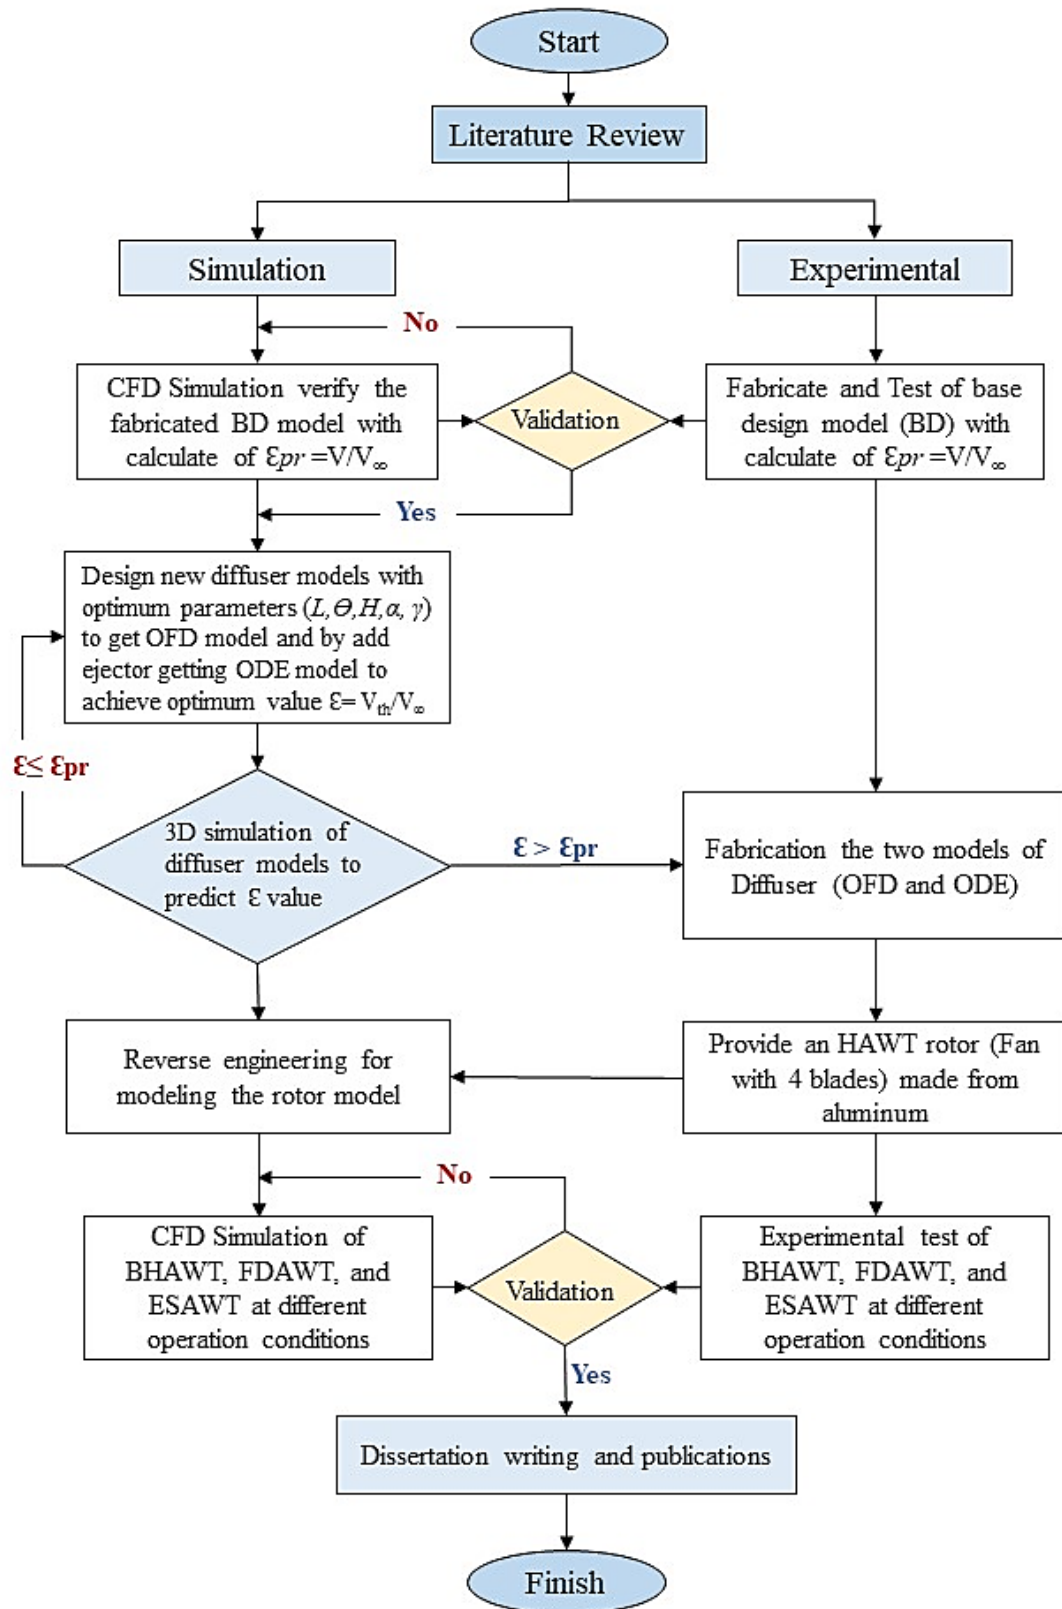 Start
Literature Review
Simulation
Experimental
No
CFD Simulation verify the
fabricated BD model with
calculate of Ɛpr =V/V∞
Validation
Fabricate and Test of base
design model (BD) with
calculate of Ɛpr =V/V∞
Yes
Design new diffuser models with
optimum parameters (L,Ɵ,H,α, γ)
to get OFD model and by add
ejector getting ODE model to
achieve optimum value Ɛ= Vth/V∞
Ɛ≤ Ɛpr
3D simulation of
diffuser models to
predict Ɛ value
Ɛ > Ɛpr
Fabrication the two models of
Diffuser (OFD and ODE)
Reverse engineering for
modeling the rotor model
Provide an HAWT rotor (Fan
with 4 blades) made from
aluminum
No
CFD Simulation of
BHAWT, FDAWT, and
ESAWT at different
operation conditions
Validation
Experimental test of
BHAWT, FDAWT, and
ESAWT at different
operation conditions
Yes
Dissertation writing and publications
Finish